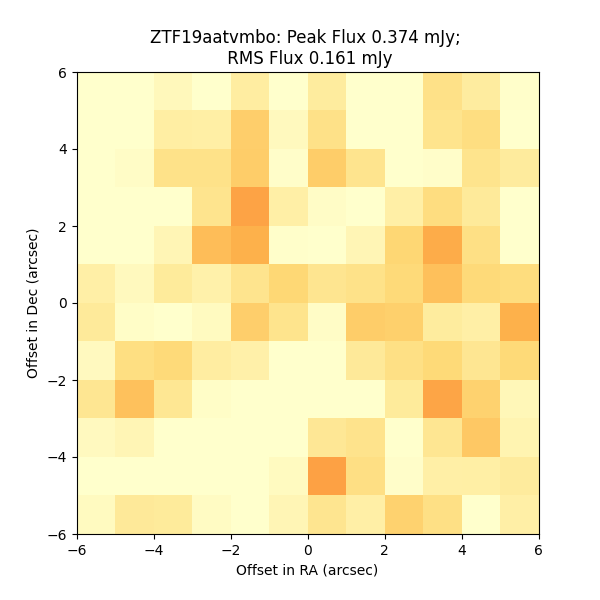 ZTF19aatvmbo: Peak Flux 0.374 mJy;
RMS Flux 0.161 mJy
6
4
2
0
−2
−4
−6
Offset in Dec (arcsec)
−6 −4 −2 0 2 4 6
Offset in RA (arcsec)